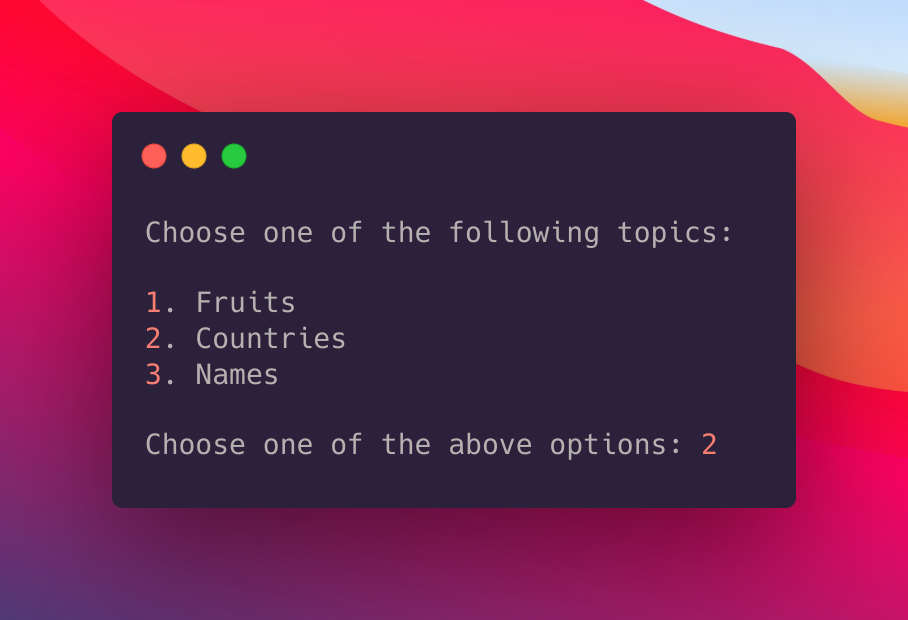 Choose one of the following topics:
1. Fruits
2. Countries
3. Names
Choose one of the above options: 2